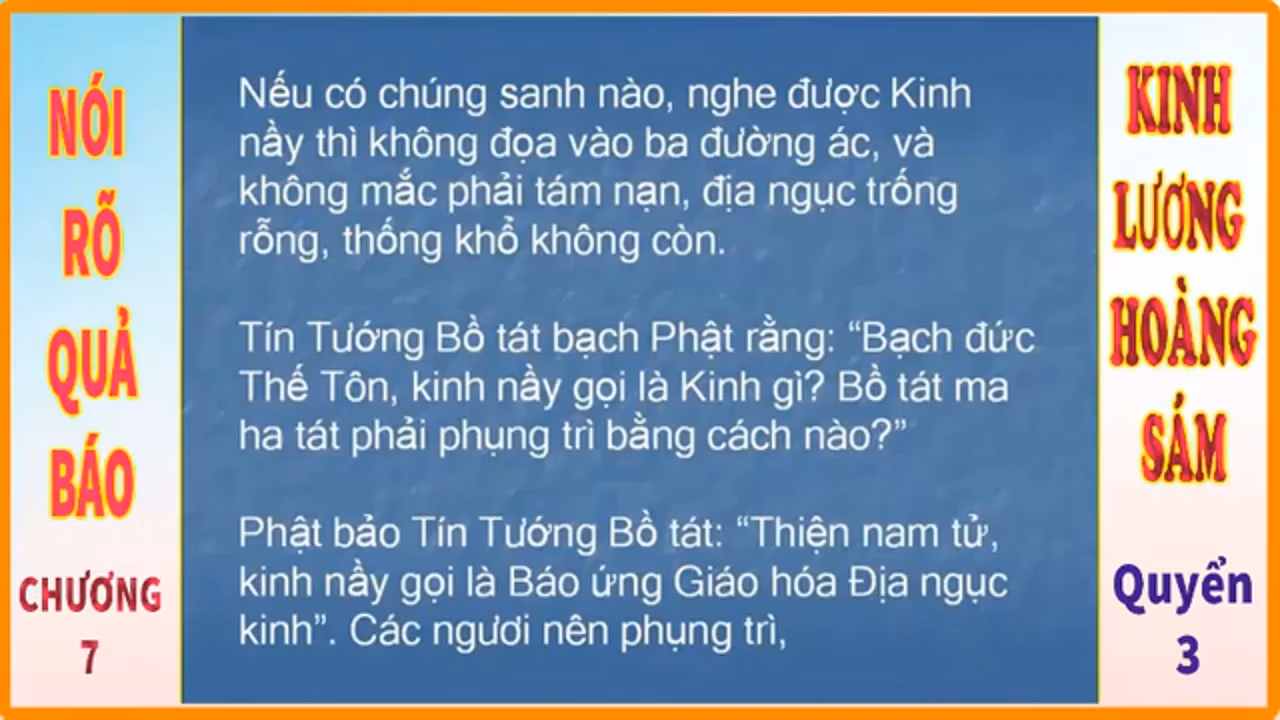 NÓI
RÕ
QUẢ
BÁO
CHƯƠNG
7
Nếu có chúng sanh nào, nghe được Kinh
nầy thì không đọa vào ba đường ác, và
không mắc phải tám nạn, địa ngục trống
rỗng, thống khổ không còn.
Tín Tướng Bồ tát bạch Phật rằng: “Bạch đức
Thế Tôn, kinh nầy gọi là Kinh gì? Bồ tát ma
ha tát phải phụng trì bằng cách nào?”
Phật bảo Tín Tướng Bồ tát: “Thiện nam tử,
kinh nầy gọi là Báo ứng Giáo hóa Địa ngục
kinh”. Các ngươi nên phụng trì,
KINH
LƯƠNG
HOÀNG
SÁM
Quyển
3